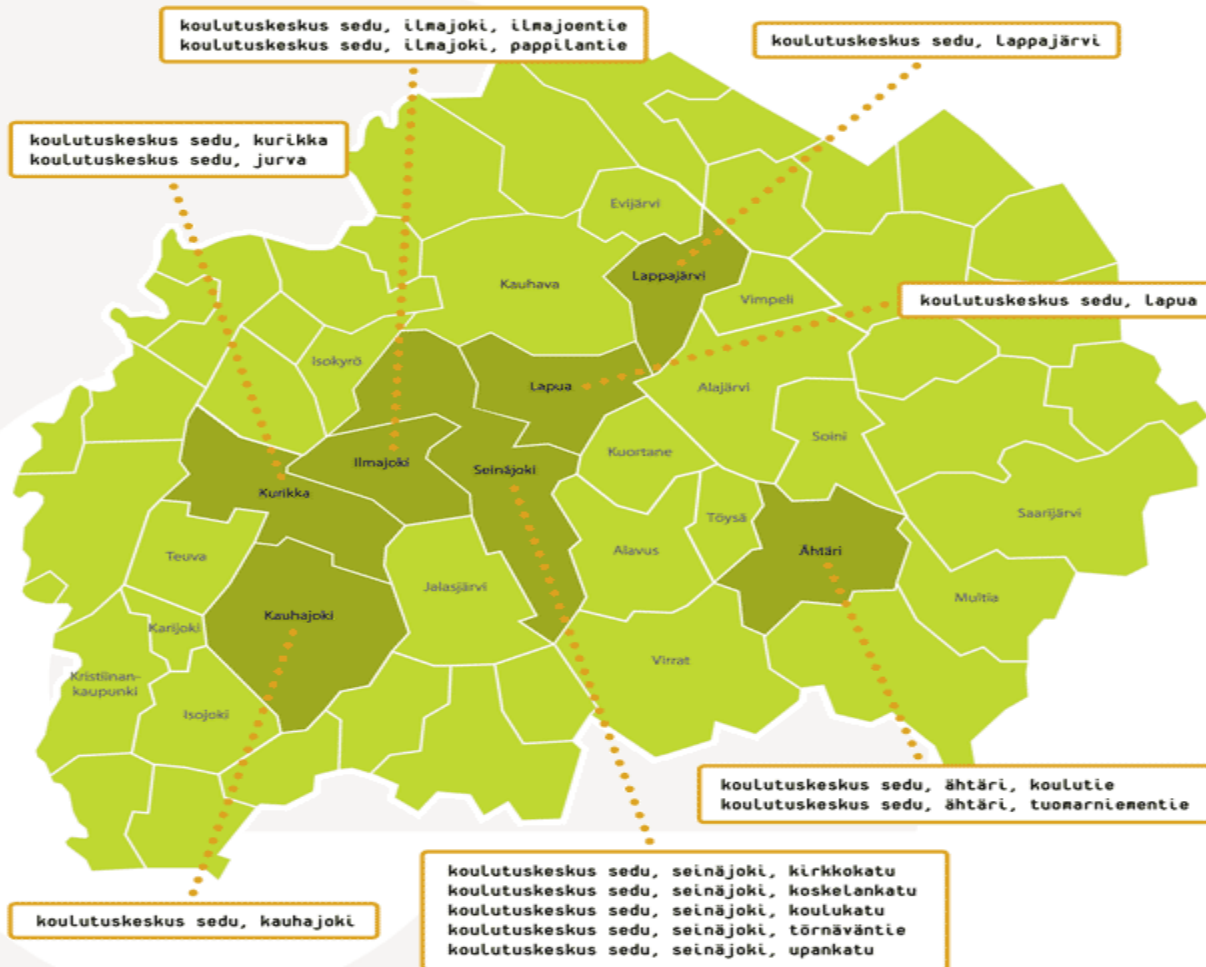 koulutuskeskus sedu, ilmajoki, ilmajoentie
koulutuskeskus sedu, ilmajoki, pappilantie
koulutuskeskus sedu, lappajärvi
koulutuskeskus sedu, kurikka
koulutuskeskus sedu, jurva
Evijärvi
Lappajärvi
Kauhava
Vimpeli
koulutuskeskus sedu, lapua
Isokyrö
Lapua
Alajärvi
Soini
Kuortane
Ilmajoki
Seinäjoki
Kurikka
Saarijärvi
Töysä
Teuva
Alavus
Ähtäri
Jalasjärvi
Multia
Kauhajoki
Karijoki
Virrat
Kristiinan-
kaupunki
Isojoki
koulutuskeskus sedu, ähtäri, koulutie
koulutuskeskus sedu, ähtäri, tuomarniementie
koulutuskeskus sedu, seinäjoki, kirkkokatu
koulutuskeskus sedu, seinäjoki, koskelankatu
koulutuskeskus sedu, seinäjoki, koulukatu
koulutuskeskus sedu, seinäjoki, törnäväntie
koulutuskeskus sedu, seinäjoki, upankatu
koulutuskeskus sedu, kauhajoki